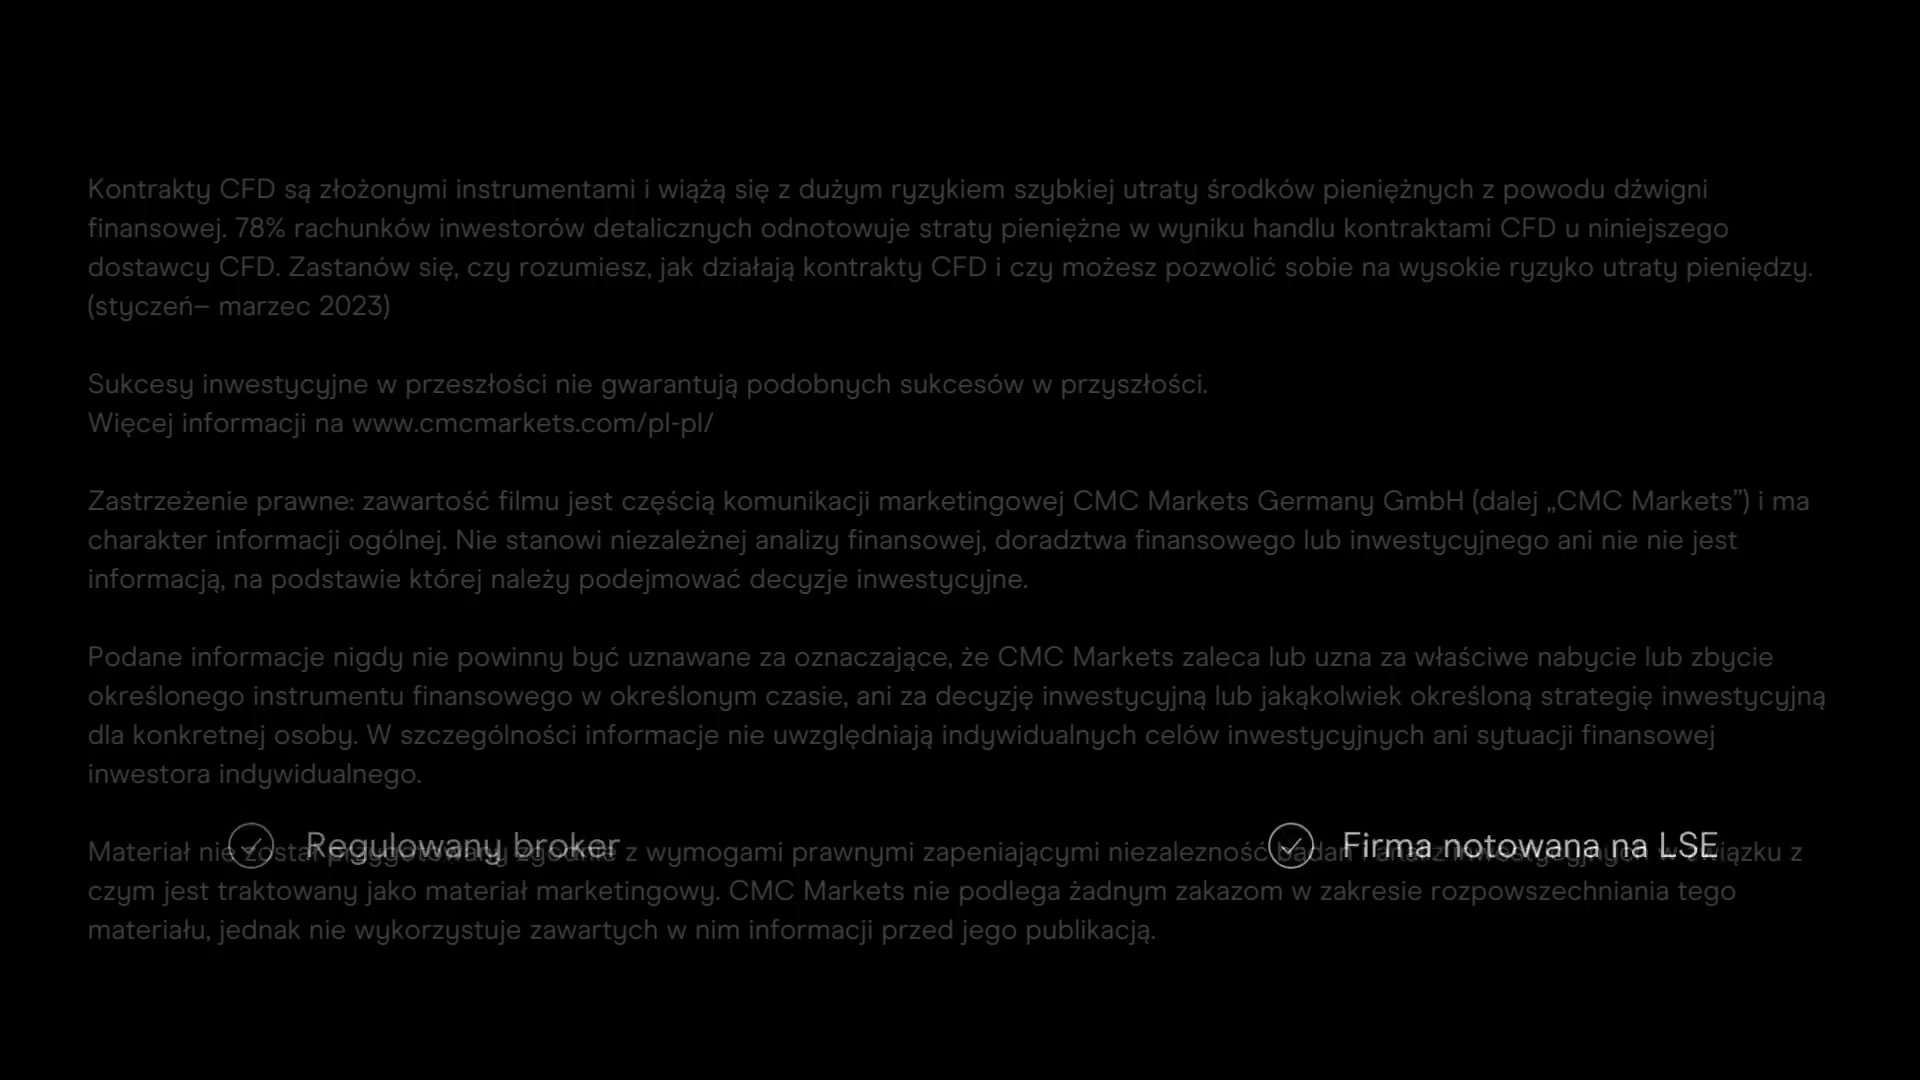 Kontrakty CFD są złożonymi instrumentami i wiążą się z dużym ryzykiem szybkiej utraty środków pieniężnych z powodu dźwigni
finansowej. 78% rachunków inwestorów detalicznych odnotowuje straty pieniężne w wyniku handlu kontraktami CFD u niniejszego
dostawcy CFD. Zastanów się, czy rozumiesz, jak działają kontrakty CFD i czy możesz pozwolić sobie na wysokie ryzyko utraty pieniędzy.
(styczeń– marzec 2023)
Sukcesy inwestycyjne w przeszłości nie gwarantują podobnych sukcesów w przyszłości.
Więcej informacji na www.cmcmarkets.com/pl-pl/
Zastrzeżenie prawne: zawartość filmu jest częścią komunikacji marketingowej CMC Markets Germany GmbH (dalej „CMC Markets”) i ma
charakter informacji ogólnej. Nie stanowi niezależnej analizy finansowej, doradztwa finansowego lub inwestycyjnego ani nie nie jest
informacją, na podstawie której należy podejmować decyzje inwestycyjne.
Podane informacje nigdy nie powinny być uznawane za oznaczające, że CMC Markets zaleca lub uzna za właściwe nabycie lub zbycie
określonego instrumentu finansowego w określonym czasie, ani za decyzję inwestycyjną lub jakąkolwiek określoną strategię inwestycyjną
dla konkretnej osoby. W szczególności informacje nie uwzględniają indywidualnych celów inwestycyjnych ani sytuacji finansowej
inwestora indywidualnego.
Regulowany broker
Firma notowana na LSE
Materiał nie został z wymogami prawnymi zapeniającymi niezalezność związku z
czym jest traktowany jako materiał marketingowy. CMC Markets nie podlega żadnym zakazom w zakresie rozpowszechniania tego
materiału, jednak nie wykorzystuje zawartych w nim informacji przed jego publikacją.